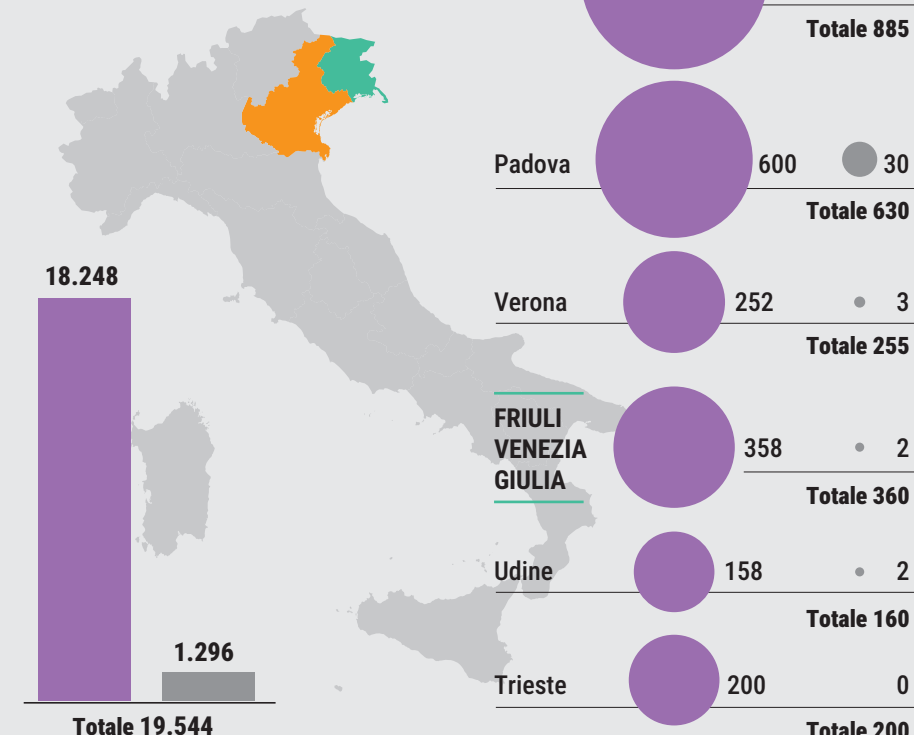 Totale 885
Padova 600 30
Totale 630
Verona 252 3
Totale 255
18.248
FRIULI
VENEZIA
GIULIA
358 2
Totale 360
Udine 158 2
Totale 160
1.296
Trieste 200 0
Totale 19.544
Totale 200